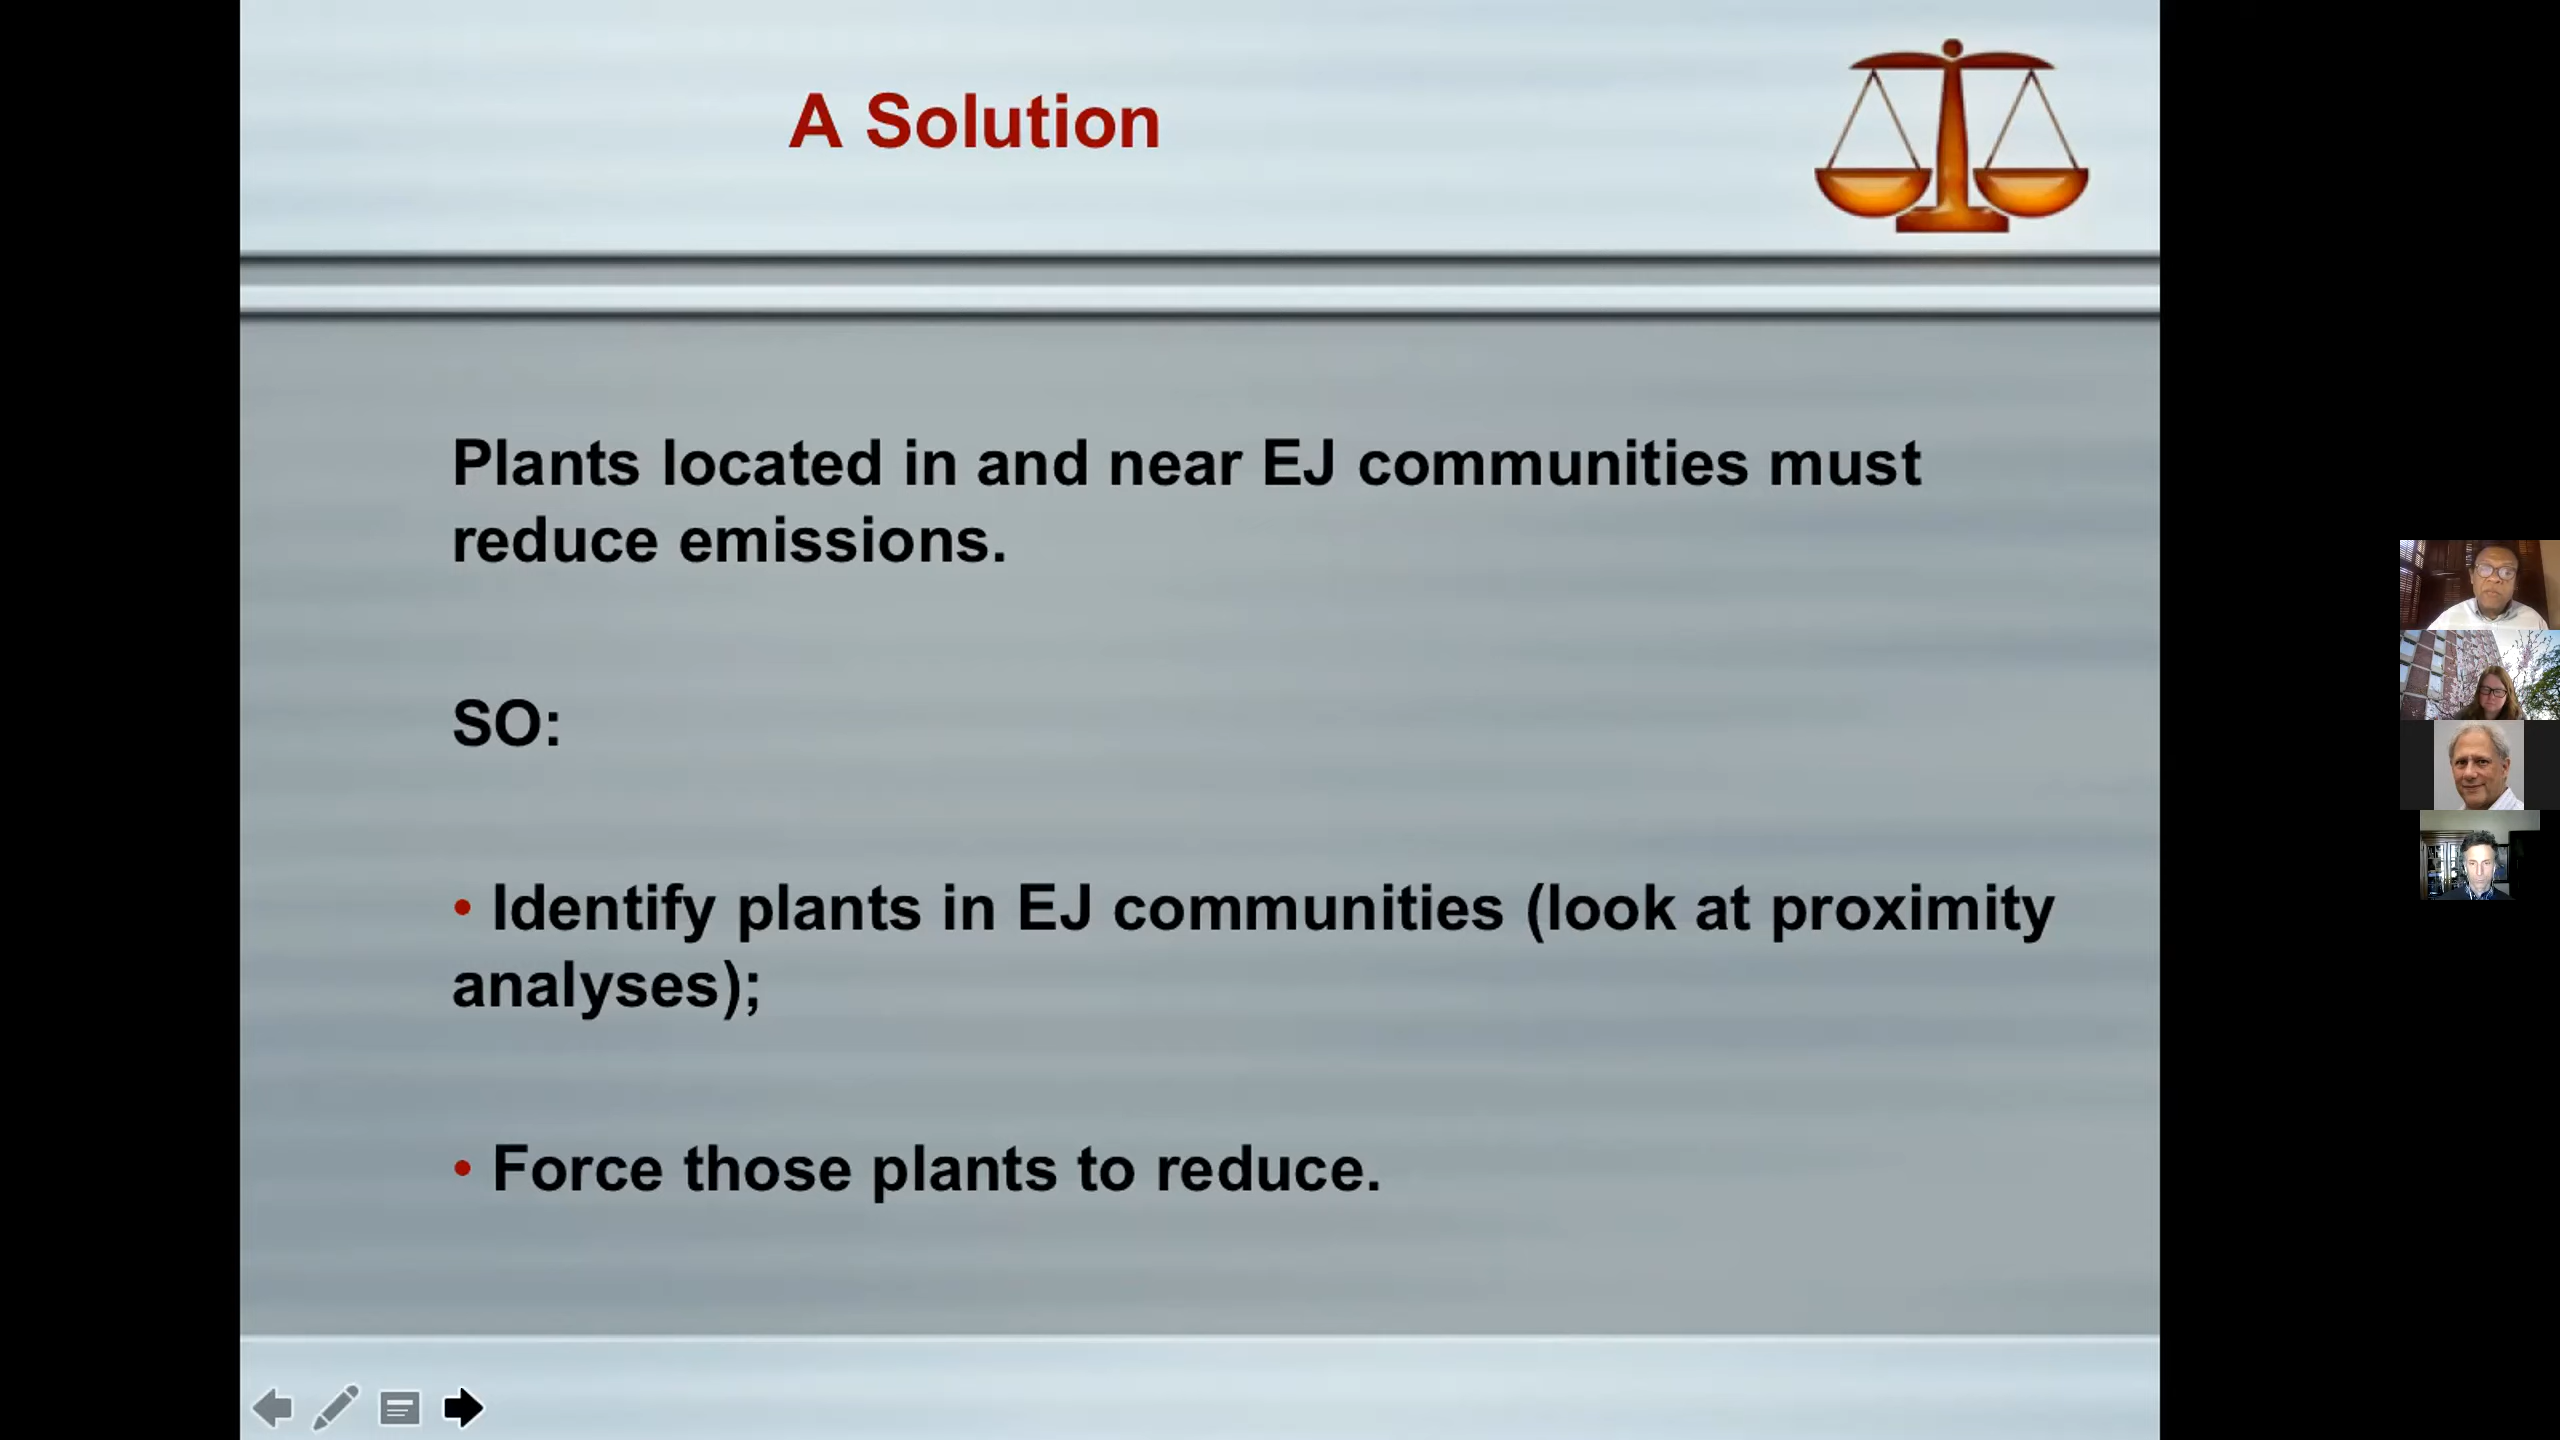 A Solution
Plants located in and near EJ communities must
reduce emissions.
SO:
• Identify plants in EJ communities (look at proximity
analyses);
• Force those plants to reduce.